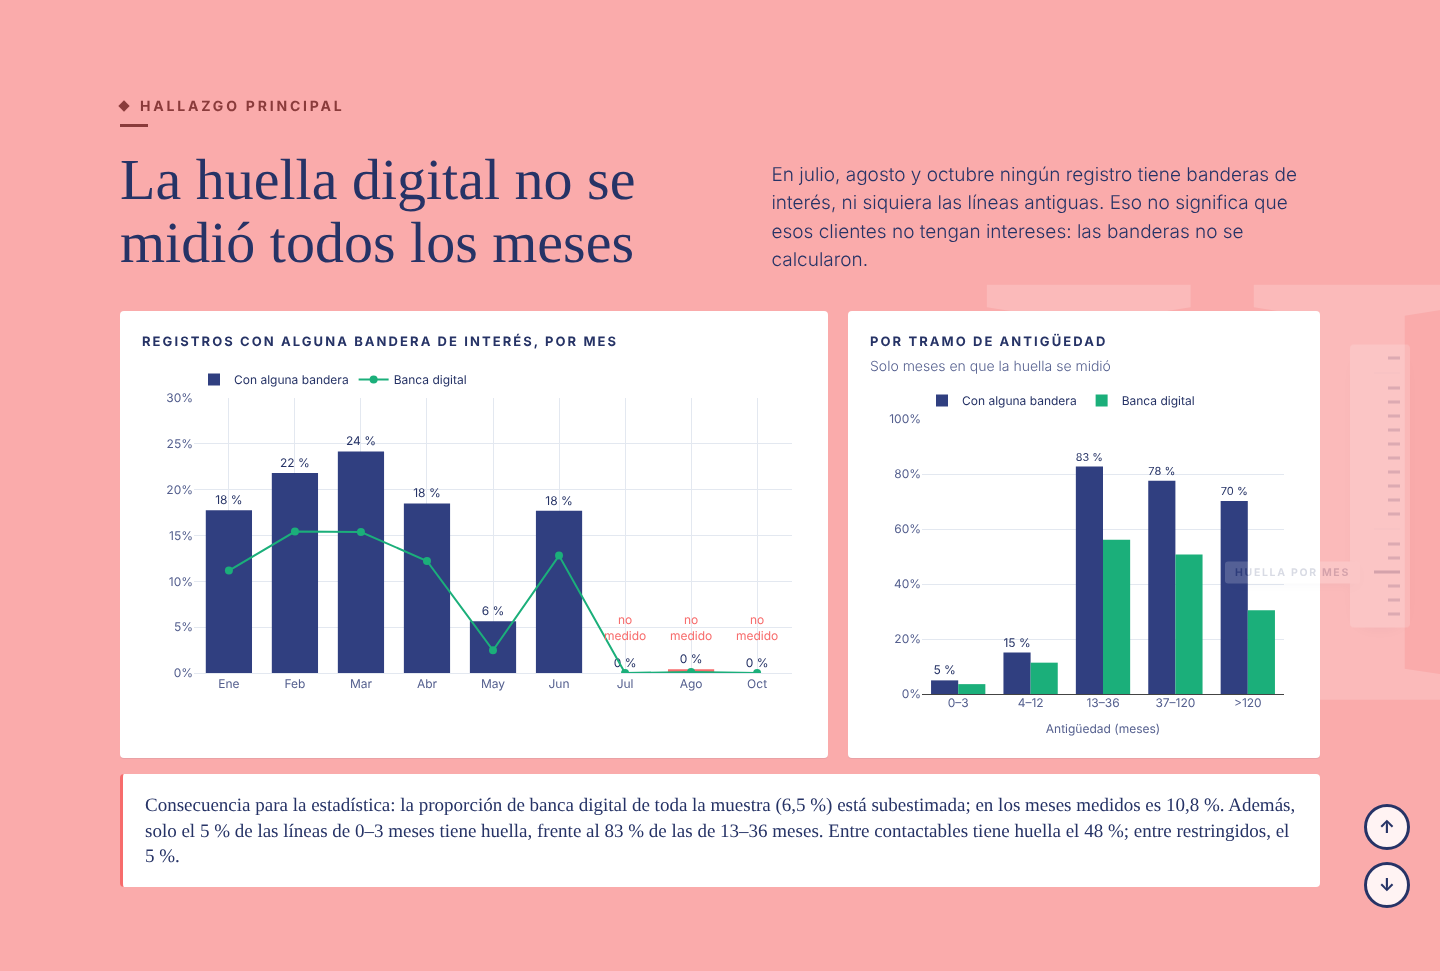 ◆ HALLAZGO PRINCIPAL
La huella digital no se
midió todos los meses
En julio, agosto y octubre ningún registro tiene banderas de
interés, ni siquiera las líneas antiguas. Eso no significa que
esos clientes no tengan intereses: las banderas no se
calcularon.
REGISTROS CON ALGUNA BANDERA DE INTERÉS, POR MES
Con alguna bandera Banca digital
30%
25%
20%
15%
10%
5%
0%
18 %
22 %
24 %
18 %
6 %
18 %
no medido
0 %
no medido
0 %
no medido
0 %
Ene Feb Mar Abr May Jun Jul Ago Oct
POR TRAMO DE ANTIGÜEDAD
Solo meses en que la huella se midió
Con alguna bandera Banca digital
100%
80%
60%
40%
20%
0%
5 %
15 %
83 %
78 %
70 %
0–3 4–12 13–36 37–120 >120
Antigüedad (meses)
HUELLA POR MES
Consecuencia para la estadística: la proporción de banca digital de toda la muestra (6,5 %) está subestimada; en los meses medidos es 10,8 %. Además,
solo el 5 % de las líneas de 0–3 meses tiene huella, frente al 83 % de las de 13–36 meses. Entre contactables tiene huella el 48 %; entre restringidos, el
5 %.